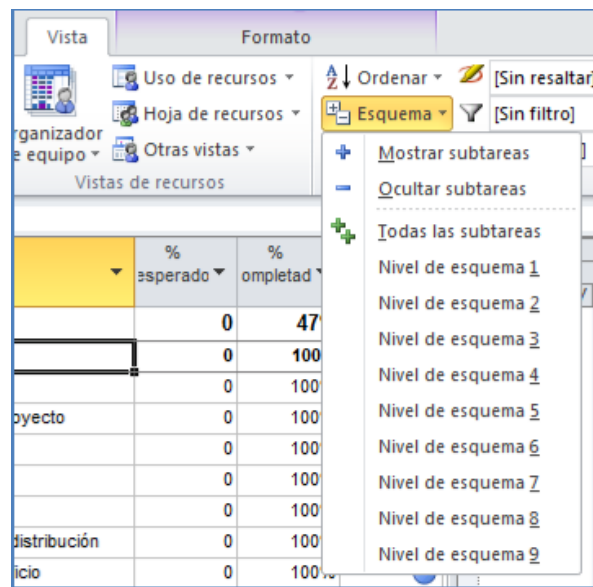 Vista Formato
Uso de recursos
Hoja de recursos
Otras vistas
rganizador
e equipo
Vistas de recursos
Ordenar [Sin resaltar]
Esquema [Sin filtro]
Mostrar subtareas
Ocultar subtareas
Todas las subtareas
Nivel de esquema 1
Nivel de esquema 2
Nivel de esquema 3
Nivel de esquema 4
Nivel de esquema 5
Nivel de esquema 6
Nivel de esquema 7
Nivel de esquema 8
Nivel de esquema 9
% esperado % ompletad
0 47%
0 100
0 100%
oyecto 0 100%
0 100%
0 100%
0 100%
distribución 0 100%
icio 0 100%